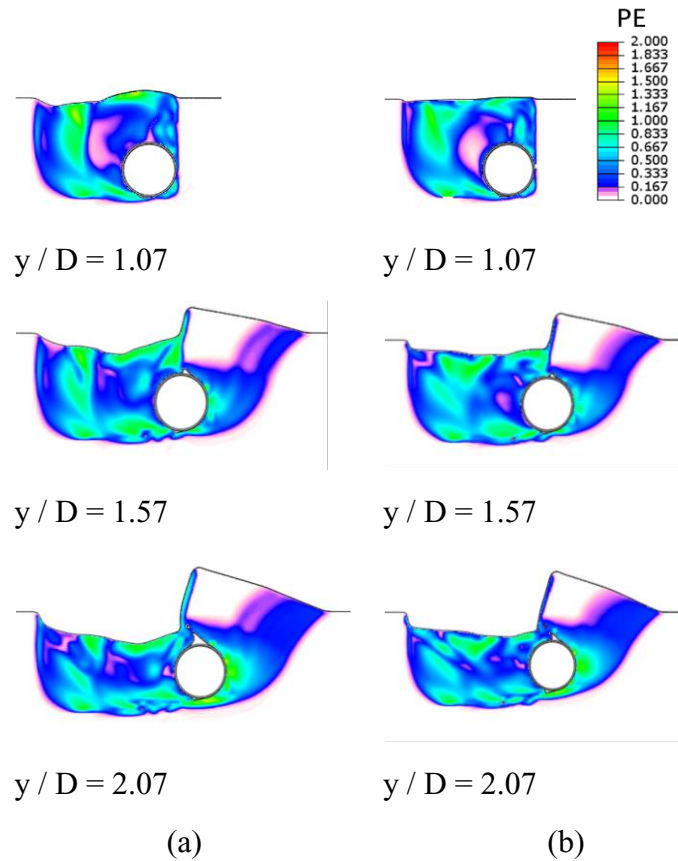 PE
2.000
1.833
1.667
1.500
1.333
1.167
1.000
0.833
0.667
0.500
0.333
0.167
0.000
y / D = 1.07
y / D = 1.07
y / D = 1.57
y / D = 1.57
y / D = 2.07
y / D = 2.07
(a)
(b)